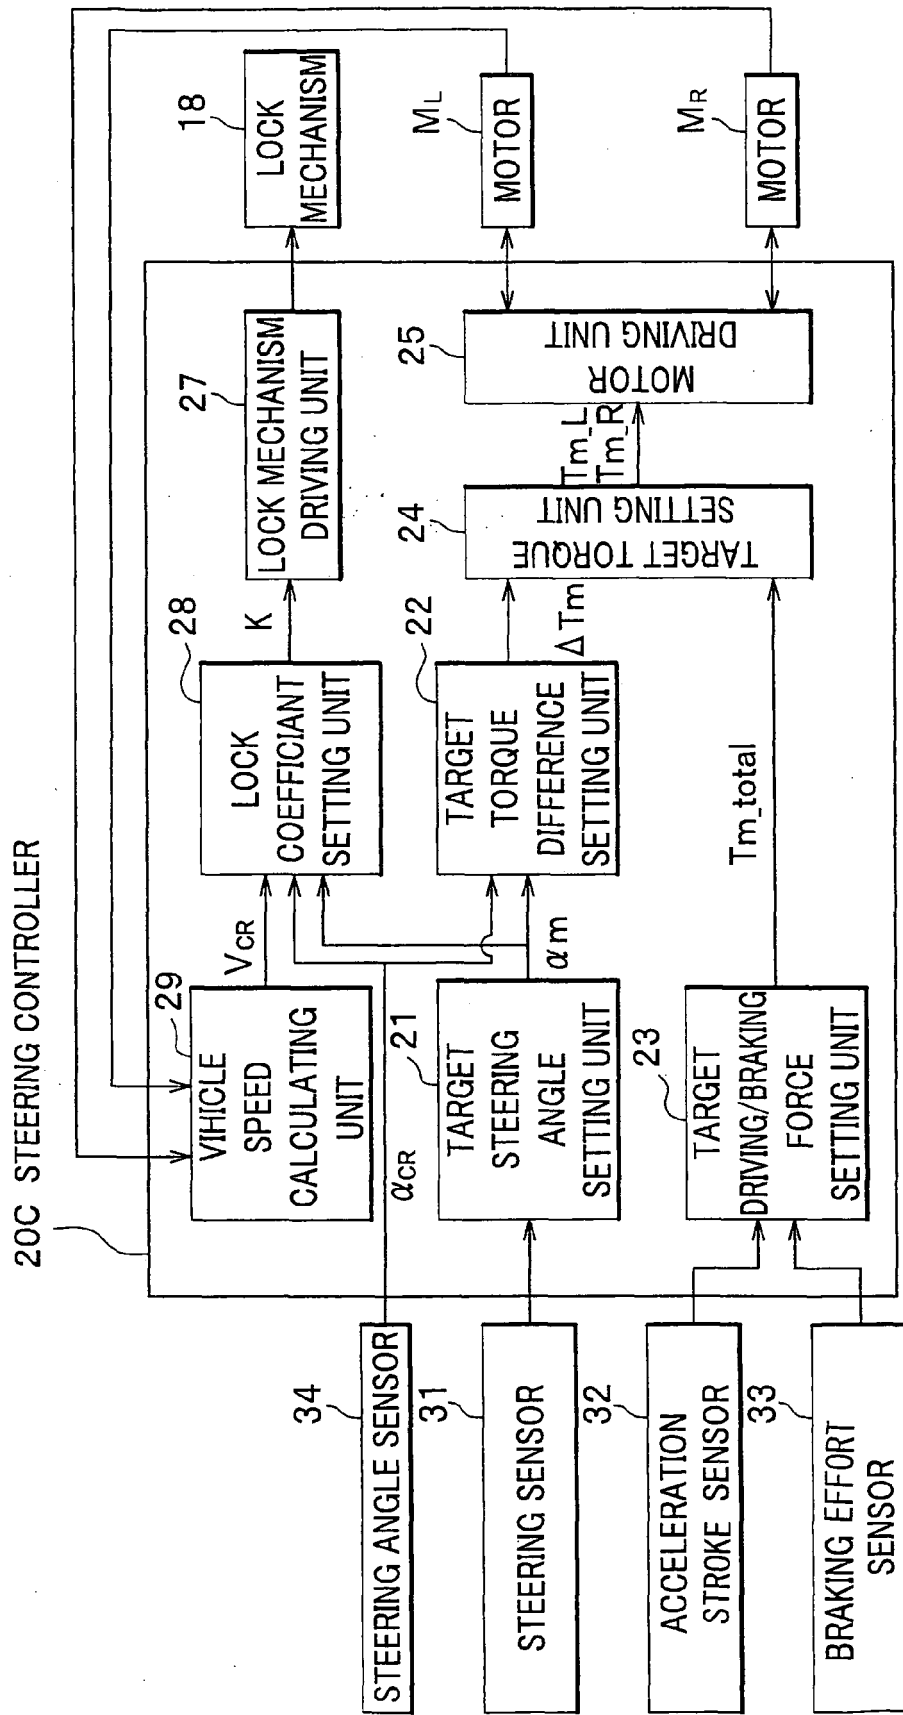 20C STEERING CONTROLLER
34
STEERING ANGLE SENSOR
31
STEERING SENSOR
32
ACCELERATION
STROKE SENSOR
33
BRAKING EFFORT
SENSOR
29
VIHICLE
SPEED
CALCULATING
UNIT
αCR
21
TARGET
STEERING
ANGLE
SETTING UNIT
23
TARGET
DRIVING/BRAKING
FORCE
SETTING UNIT
VCR
αm
28
LOCK
COEFICIANT
SETTING UNIT
22
TARGET
TORQUE
DIFFERENCE
SETTING UNIT
K
ΔTm
Tm_total
27
LOCK MECHANISM
DRIVING UNIT
24
TARGET TORQUE
SETTING UNIT
Tm_L
Tm_R
25
MOTOR
DRIVING UNIT
18
LOCK
MECHANISM
ML
MOTOR
MR
MOTOR